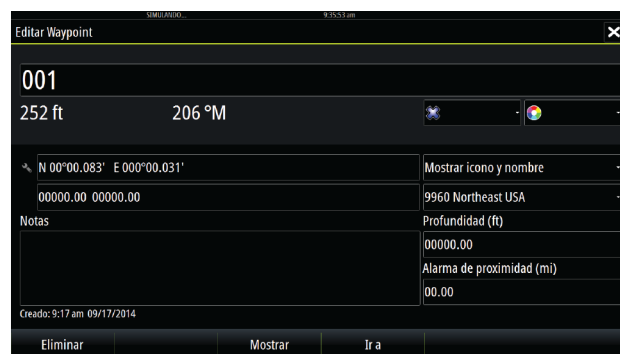 SIMULANDO... 9:35:53 am
Editar Waypoint
001
252 ft 206 °M
N 00°00.083' E 000°00.031' Mostrar icono y nombre
00000.00 00000.00 9960 Northeast USA
Notas Profundidad (ft)
00000.00
Alarma de proximidad (mi)
00.00
Creado: 9:17 am 09/17/2014
Eliminar Mostrar Ir a